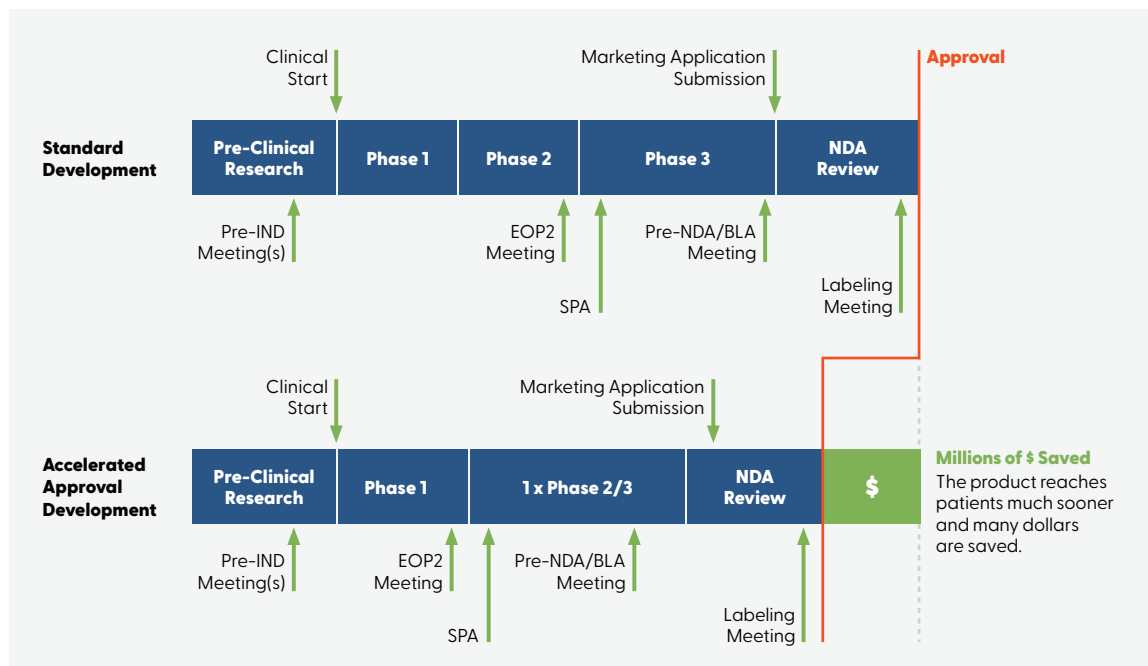 Clinical
Start
Marketing Application
Submission
Approval
Standard
Development
Pre-Clinical
Research
Phase 1
Phase 2
Phase 3
NDA
Review
Pre-IND
Meeting(s)
EOP2
Meeting
SPA
Pre-NDA/BLA
Meeting
Labeling
Meeting
Clinical
Start
Marketing Application
Submission
Accelerated
Approval
Development
Pre-Clinical
Research
Phase 1
1 x Phase 2/3
NDA
Review
$
Millions of $ Saved
The product reaches
patients much sooner
and many dollars
are saved.
Pre-IND
Meeting(s)
EOP2
Meeting
SPA
Pre-NDA/BLA
Meeting
Labeling
Meeting